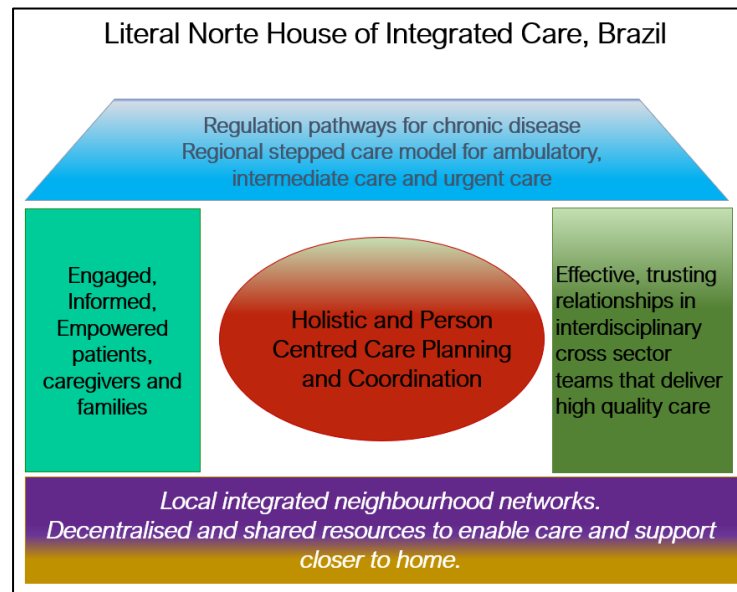 Literal Norte House of Integrated Care, Brazil
Regulation pathways for chronic disease
Regional stepped care model for ambulatory,
intermediate care and urgent care
Engaged,
Informed,
Empowered
patients,
caregivers and
families
Holistic and Person
Centred Care Planning
and Coordination
Effective, trusting
relationships in
interdisciplinary
cross sector
teams that deliver
high quality care
Local integrated neighbourhood networks.
Decentralised and shared resources to enable care and support
closer to home.